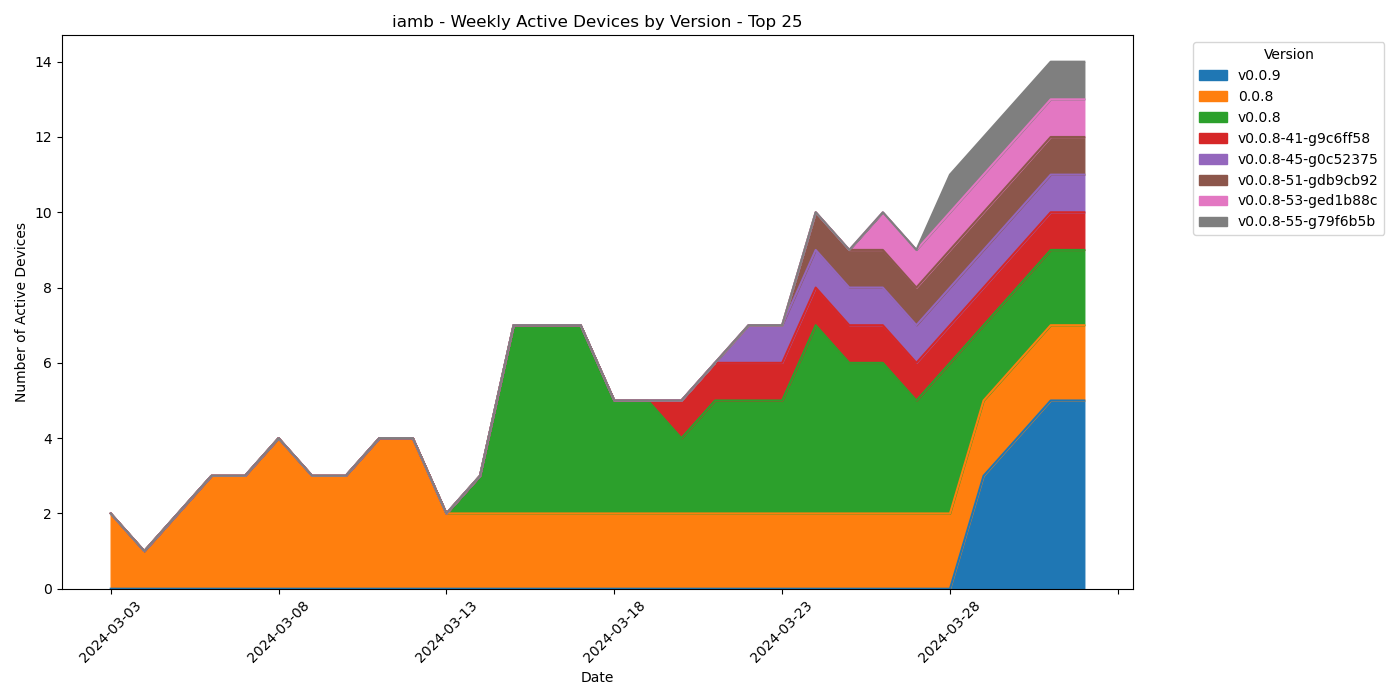 iamb - Weekly Active Devices by Version - Top 25
Number of Active Devices
14
12
10
8
6
4
2
0
2024-03-03
2024-03-08
2024-03-13
2024-03-18
2024-03-23
2024-03-28
Date
Version
v0.0.9
0.0.8
v0.0.8
v0.0.8-41-g9c6ff58
v0.0.8-45-g0c52375
v0.0.8-51-gdb9cb92
v0.0.8-53-ged1b88c
v0.0.8-55-g79f6b5b